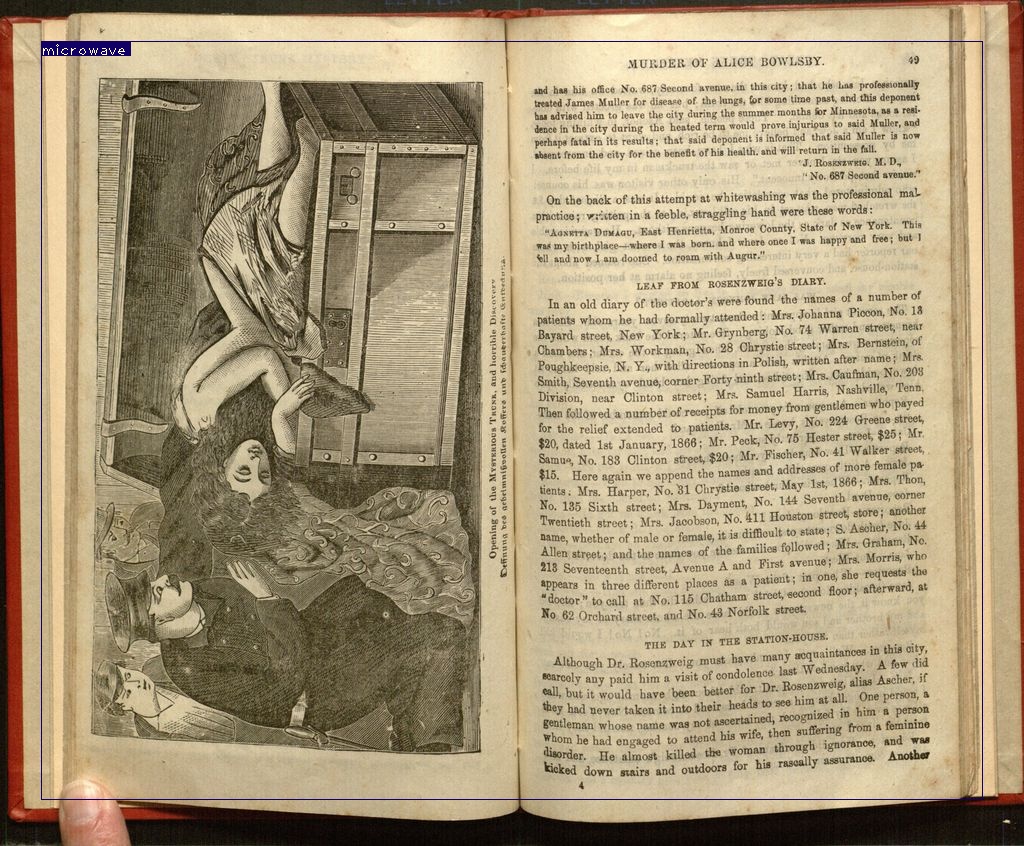 microwave
Opening of the Mysterious Trunk, and horrible Discovery
Oeffnung des geheimnißvollen Koffers und schauderhafte Entdeckung
MURDER OF ALICE BOWLSBY.
49
and has his office No. 687 Second avenue, in this city; that he has professionally
treated James Muller for disease of the lungs, for some time past, and this deponent
has advised him to leave the city during the summer months for Minnesota, as a resi-
dence in the city during the heated term would prove injurious to said Muller, and
perhaps fatal in its results; that said deponent is informed that said Muller is now
absent from the city for the benefit of his health, and will return in the fall.
"J. Rosenzweig, M. D.,
"No. 687 Second avenue."
On the back of this attempt at whitewashing was the professional mal-
practice; written in a feeble, straggling hand were these words:
"Agnetta Dumagu, East Henrietta, Monroe County, State of New York. This
was my birthplace—where I was born, and where once I was happy and free; but I
fell and now I am doomed to roam with Augur."
LEAF FROM ROSENZWEIG'S DIARY.
In an old diary of the doctor's were found the names of a number of
patients whom he had formally attended: Mrs. Johanna Piccon, No. 13
Bayard street, New York; Mr. Grynberg, No. 74 Warren street, near
Chambers; Mrs. Workman, No. 28 Chrystie street; Mrs. Bernstein, of
Poughkeepsie, N. Y., with directions in Polish, written after name; Mrs.
Smith, Seventh avenue, corner Forty-ninth street; Mrs. Caufman, No. 203
Division, near Clinton street; Mrs. Samuel Harris, Nashville, Tenn.
Then followed a number of receipts for money from gentlemen who payed
for the relief extended to patients. Mr. Levy, No. 224 Greene street,
$20, dated 1st January, 1866; Mr. Peck, No. 75 Hester street, $25; Mr.
No. 183 Clinton street, $20; Mr. Fischer, No. 41 Walker street,
$15. Here again we append the names and addresses of more female pa-
tients. Mrs. Harper, No. 31 Chrystie street, May 1st, 1866; Mrs. Thon,
No. 135 Sixth street; Mrs. Dayment, No. 144 Seventh avenue, corner
Twentieth street; Mrs. Jacobson, No. 411 Houston street, store; another
name, whether of male or female, it is difficult to state; S. Ascher, No. 44
Allen street; and the names of the families followed; Mrs. Graham, No.
213 Seventeenth street, Avenue A and First avenue; Mrs. Morris, who
appears in three different places as a patient; in one, she requests the
"doctor" to call at No. 115 Chatham street, second floor; afterward, at
No 62 Orchard street, and No. 43 Norfolk street.
THE DAY IN THE STATION-HOUSE.
Although Dr. Rosenzweig must have many acquaintances in this city,
scarcely any paid him a visit of condolence last Wednesday. A few did
call, but it would have been better for Dr. Rosenzweig, alias Ascher, if
they had never taken it into their heads to see him at all. One person, a
gentleman whose name was not ascertained, recognized in him a person
whom he had engaged to attend his wife, then suffering from a feminine
disorder. He almost killed the woman through ignorance, and was
kicked down stairs and outdoors for his rascally assurance. Another
4